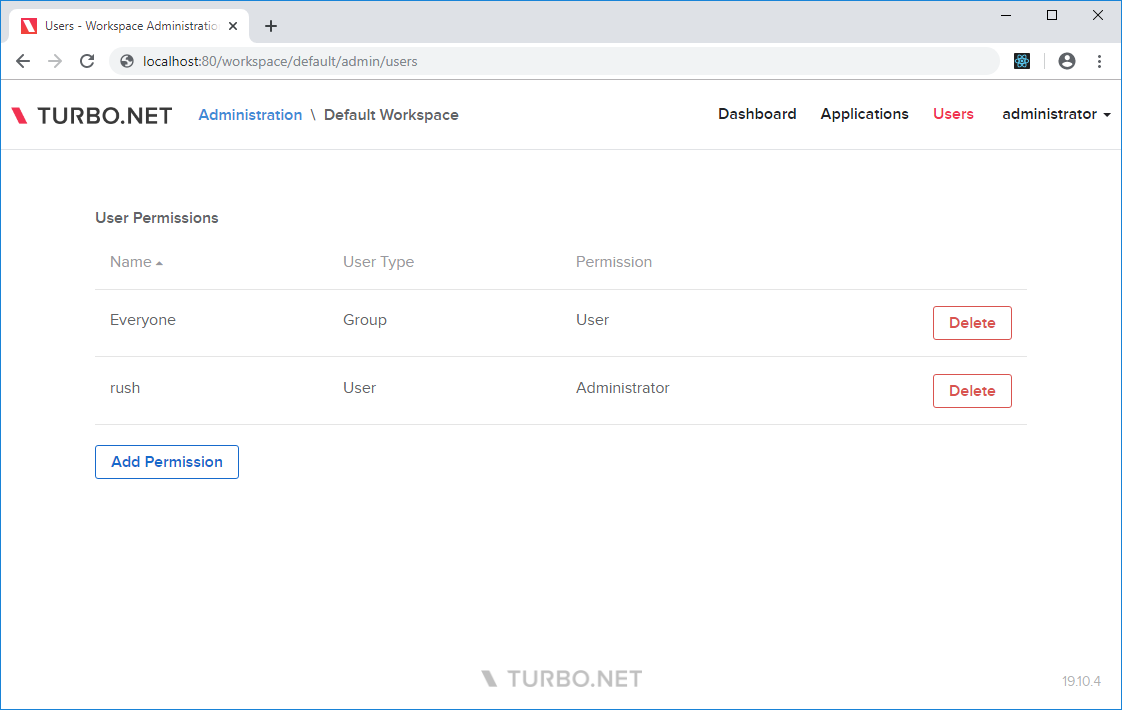 Users - Workspace Administratio
localhost:80/workspace/default/admin/users
TURBO.NET Administration \ Default Workspace Dashboard Applications Users administrator
User Permissions
Name User Type Permission
Everyone Group User Delete
rush User Administrator Delete
Add Permission
TURBO.NET
19.10.4